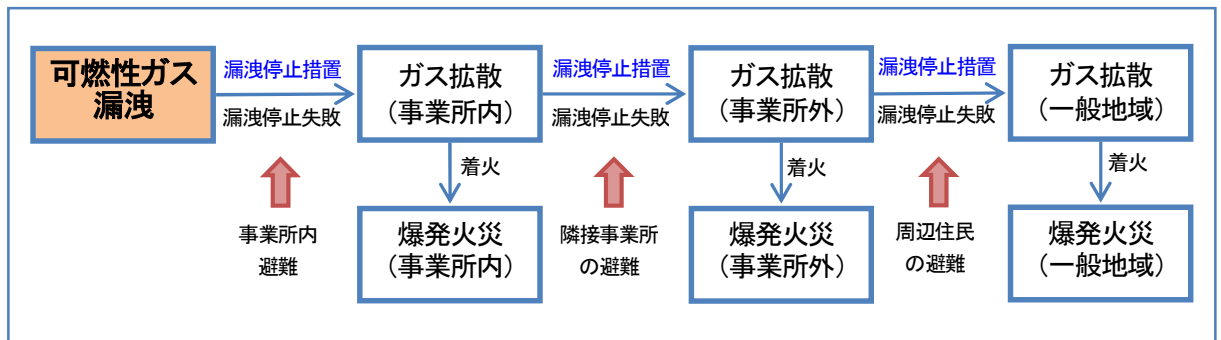 可燃性ガス
漏洩
漏洩停止措置
漏洩停止失敗
ガス拡散
（事業所内）
漏洩停止措置
漏洩停止失敗
ガス拡散
（事業所外）
漏洩停止措置
漏洩停止失敗
ガス拡散
（一般地域）
着火
着火
着火
事業所内
避難
爆発火災
（事業所内）
隣接事業所
の避難
爆発火災
（事業所外）
周辺住民
の避難
爆発火災
（一般地域）